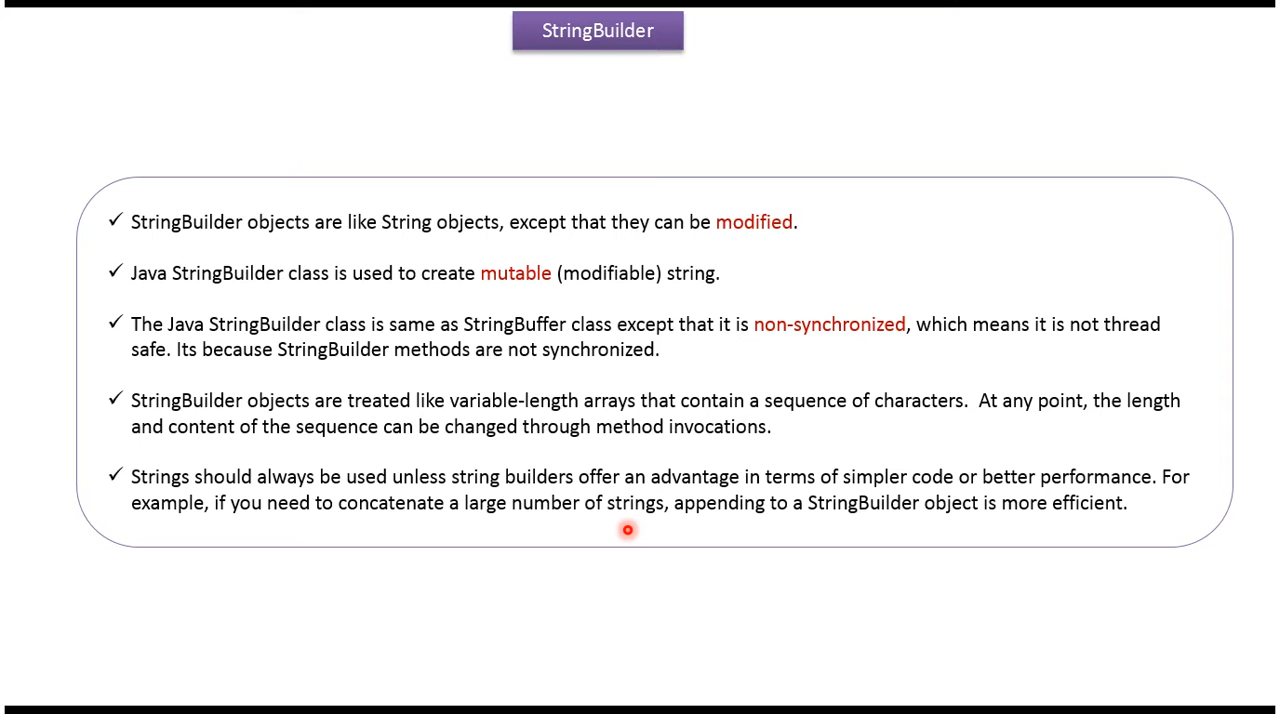 StringBuilder
✓ StringBuilder objects are like String objects, except that they can be modified.
✓ Java StringBuilder class is used to create mutable (modifiable) string.
✓ The Java StringBuilder class is same as StringBuffer class except that it is non-synchronized, which means it is not thread
safe. Its because StringBuilder methods are not synchronized.
✓ StringBuilder objects are treated like variable-length arrays that contain a sequence of characters.  At any point, the length
and content of the sequence can be changed through method invocations.
✓ Strings should always be used unless string builders offer an advantage in terms of simpler code or better performance. For
example, if you need to concatenate a large number of strings, appending to a StringBuilder object is more efficient.